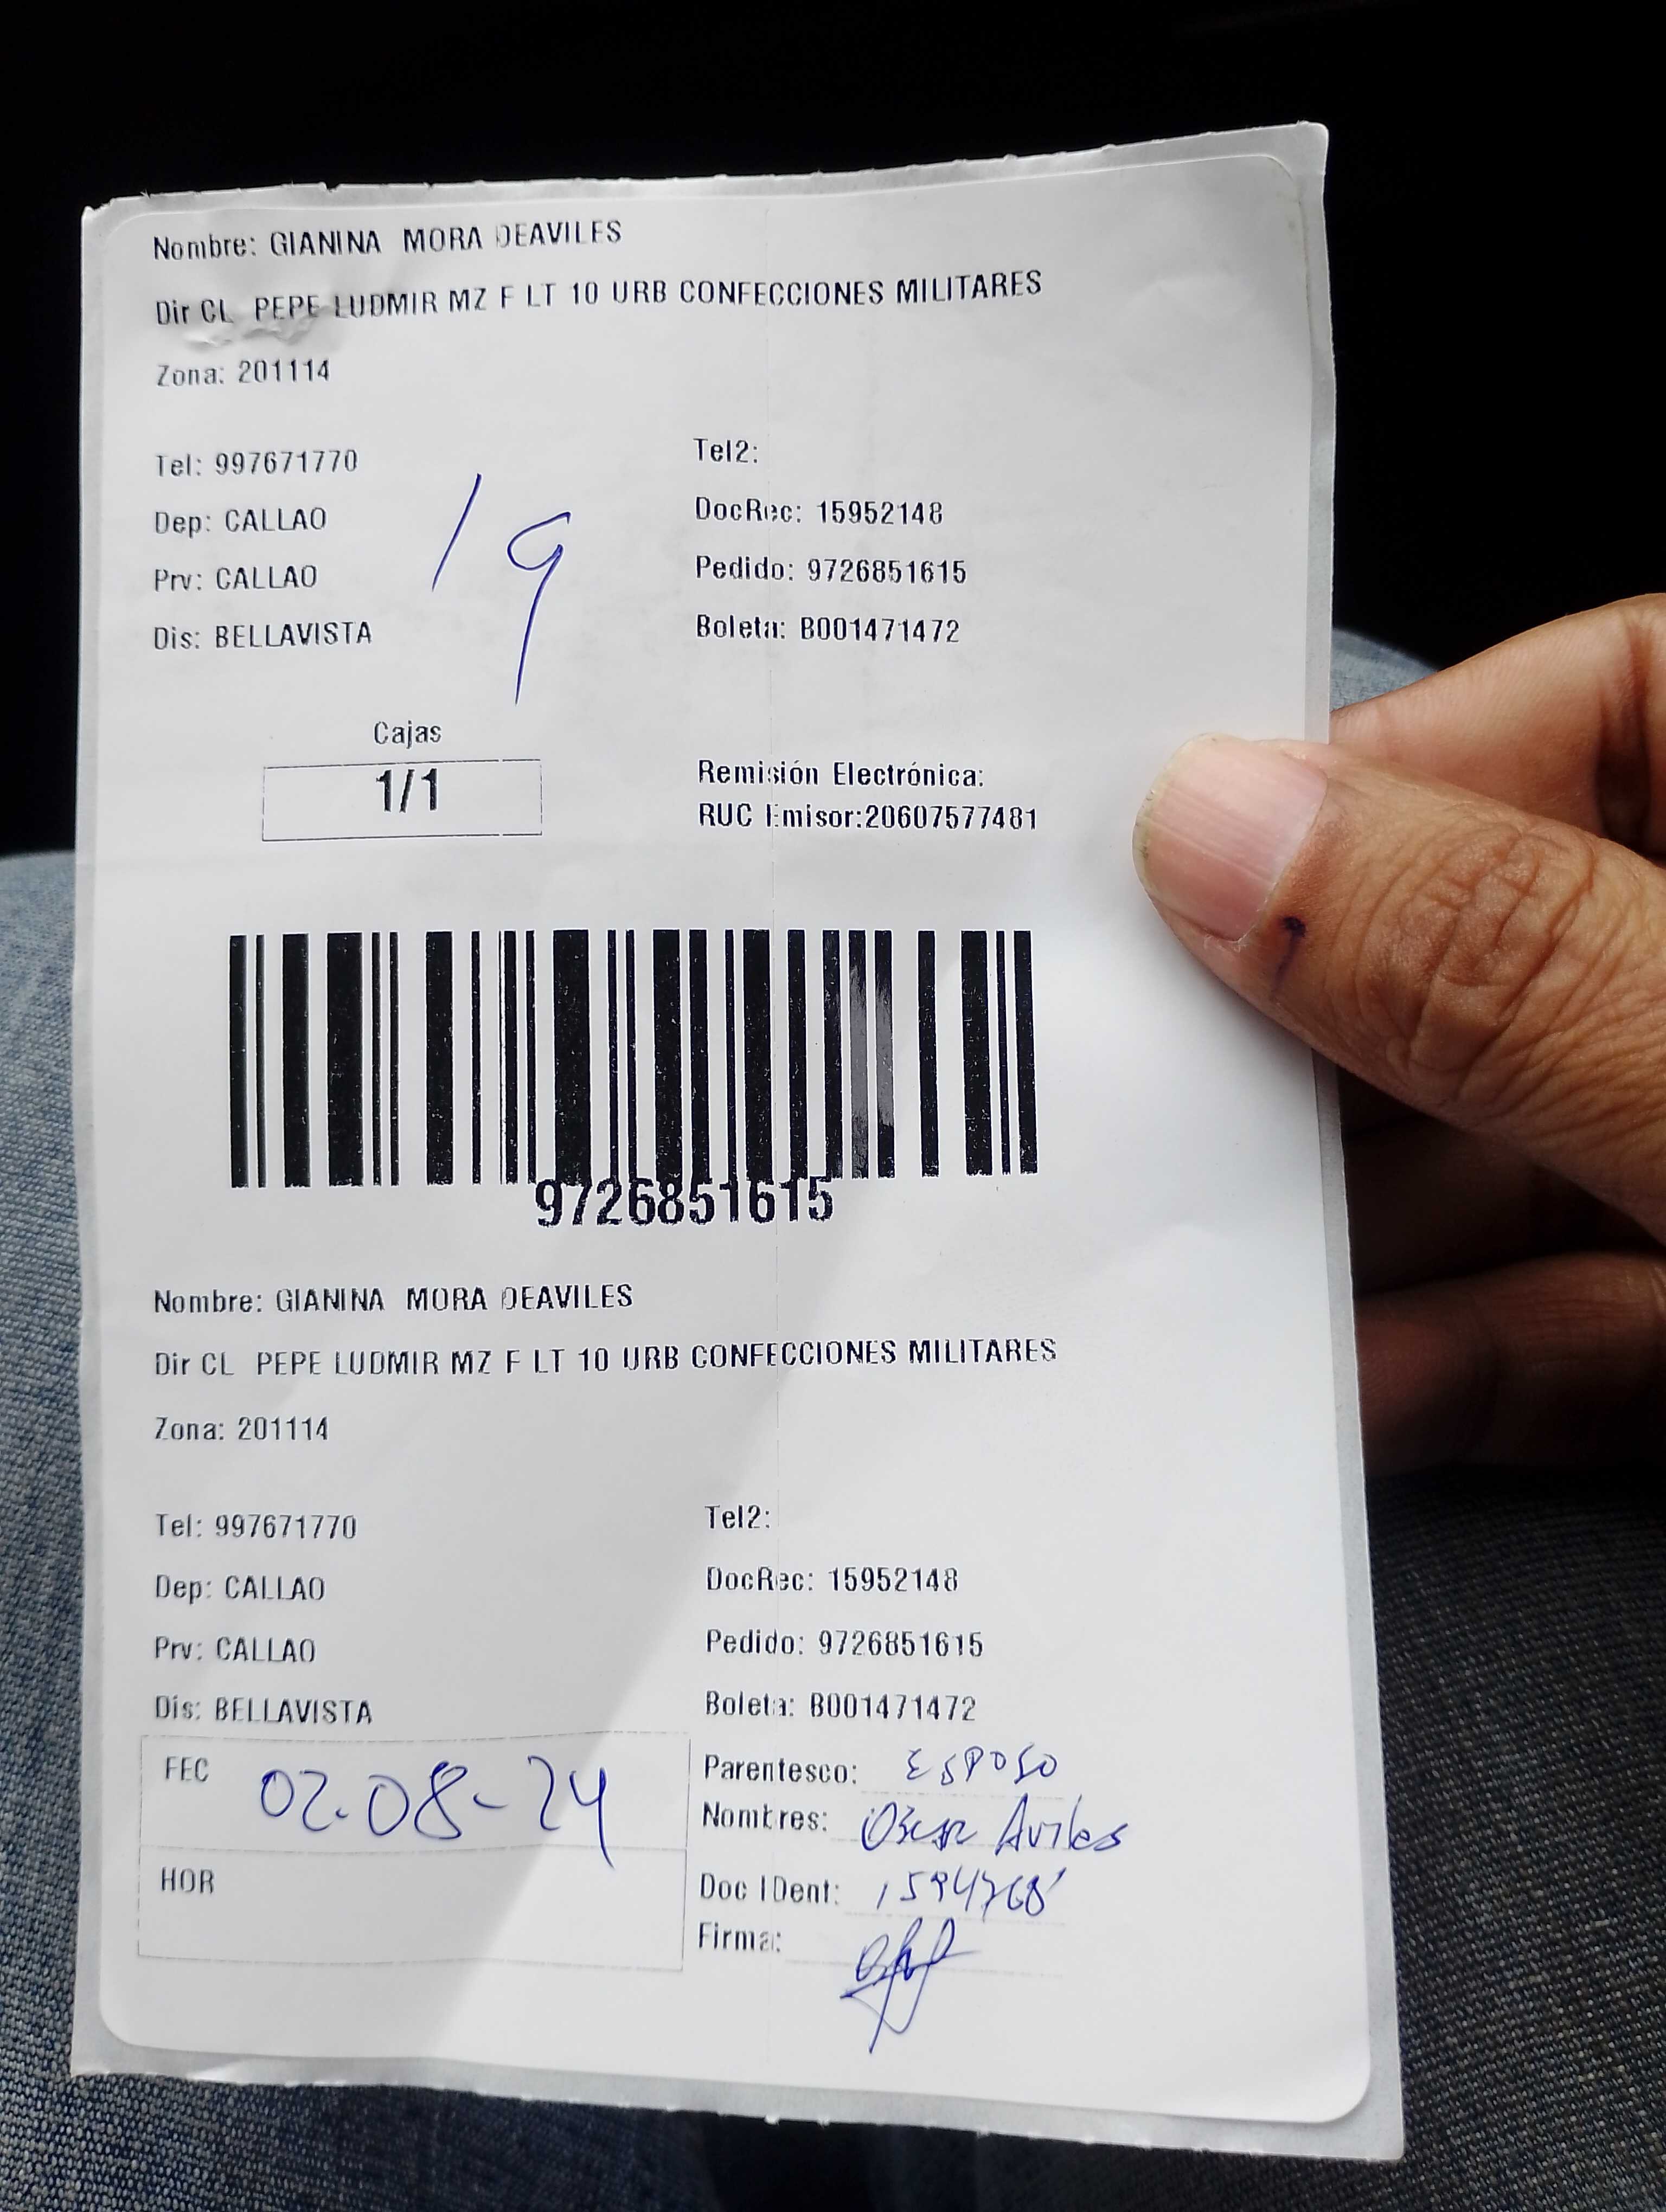 Nombre: GIANINA MORA DEAVILES
Dir CL PEPE LUDMIR MZ F LT 10 URB CONFECCIONES MILITARES
Zona: 201114
Tel: 997671770 Tel2:
Dep: CALLAO DocRec: 15952148
Prv: CALLAO Pedido: 9726851615
Dis: BELLAVISTA Boleta: B001471472
19
Cajas
1/1
Remisión Electrónica:
RUC Emisor:20607577481
9726851615
Nombre: GIANINA MORA DEAVILES
Dir CL PEPE LUDMIR MZ F LT 10 URB CONFECCIONES MILITARES
Zona: 201114
Tel: 997671770 Tel2:
Dep: CALLAO DocRec: 15952148
Prv: CALLAO Pedido: 9726851615
Dis: BELLAVISTA Boleta: B001471472
FEC 02-08-24
HOR
Parentesco: ESPOSO
Nombres: Oscar Aviles
Doc IDent:
Firma: